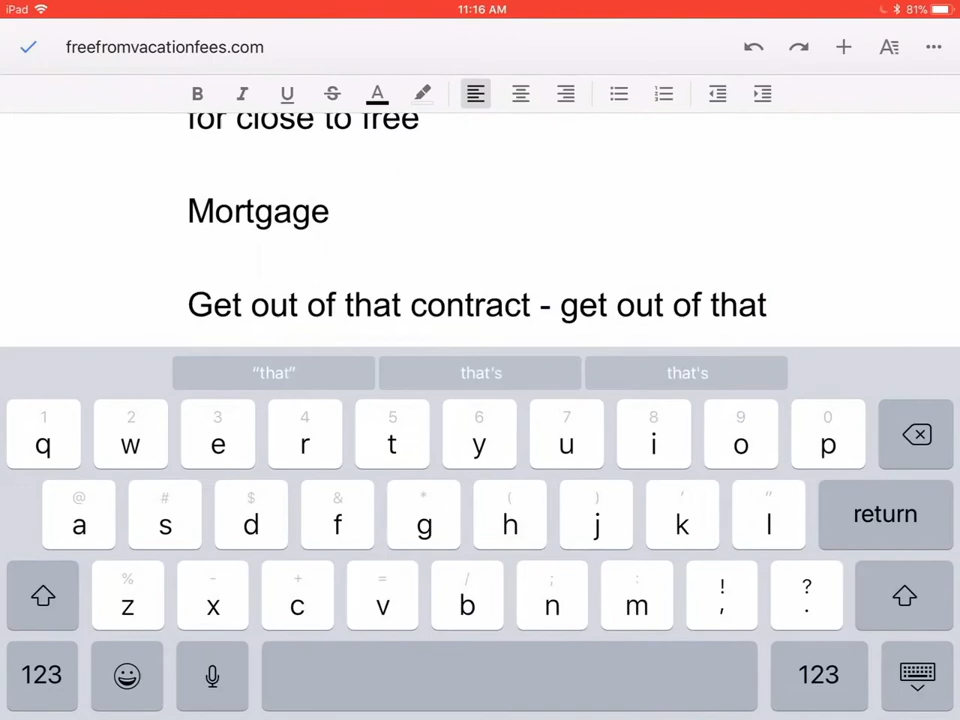 iPad 11:16 AM 81%
freefromvacationfees.com
B I U S A
for close to free
Mortgage
Get out of that contract - get out of that
“that” that’s that's
1 2 3 4 5 6 7 8 9 0
q w e r t y u i o p
@ # $ & * ( ) ' "
a s d f g h j k l return
% - + = / ; : ! ?
z x c v b n m , .
123 123